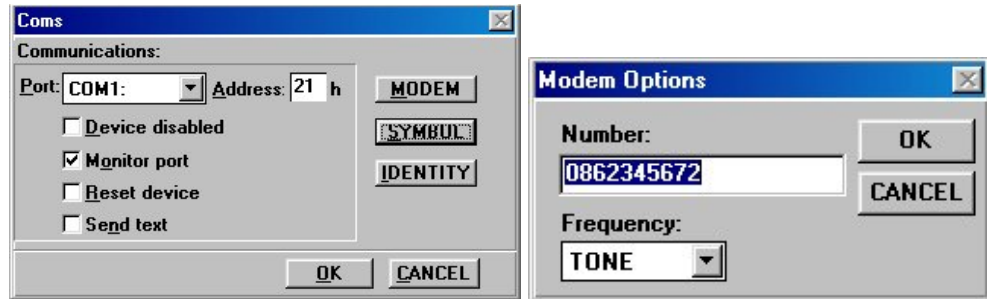 Coms
Communications:
Port: COM1: Address: 21 h
MODEM
Device disabled
SYMBUL
Monitor port
IDENTITY
Reset device
Send text
OK CANCEL
Modem Options
Number:
OK
0862345672
CANCEL
Frequency:
TONE